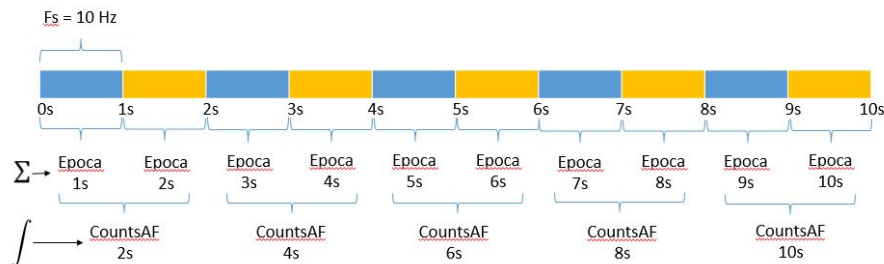 Fs = 10 Hz
0s 1s 2s 3s 4s 5s 6s 7s 8s 9s 10s
Σ Epoca Epoca Epoca Epoca Epoca Epoca Epoca Epoca Epoca Epoca
1s 2s 3s 4s 5s 6s 7s 8s 9s 10s
∫ CountsAF CountsAF CountsAF CountsAF CountsAF
2s 4s 6s 8s 10s